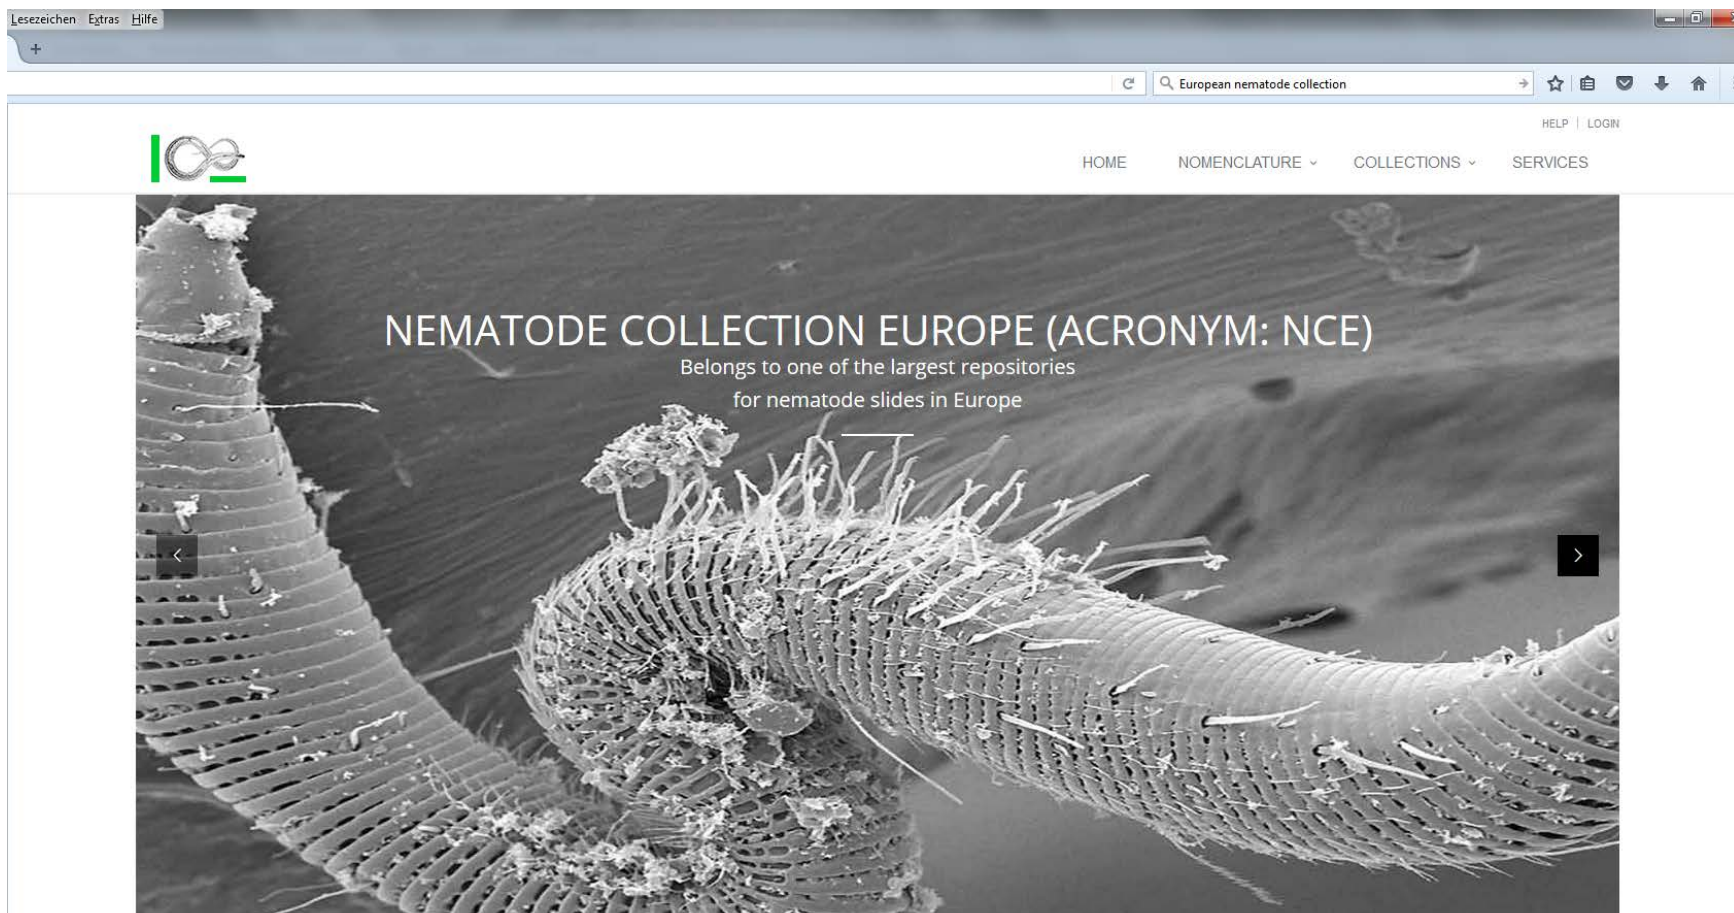 Lesezeichen Extras Hilfe
European nematode collection
HELP | LOGIN
HOME NOMENCLATURE COLLECTIONS SERVICES
NEMATODE COLLECTION EUROPE (ACRONYM: NCE)
Belongs to one of the largest repositories
for nematode slides in Europe